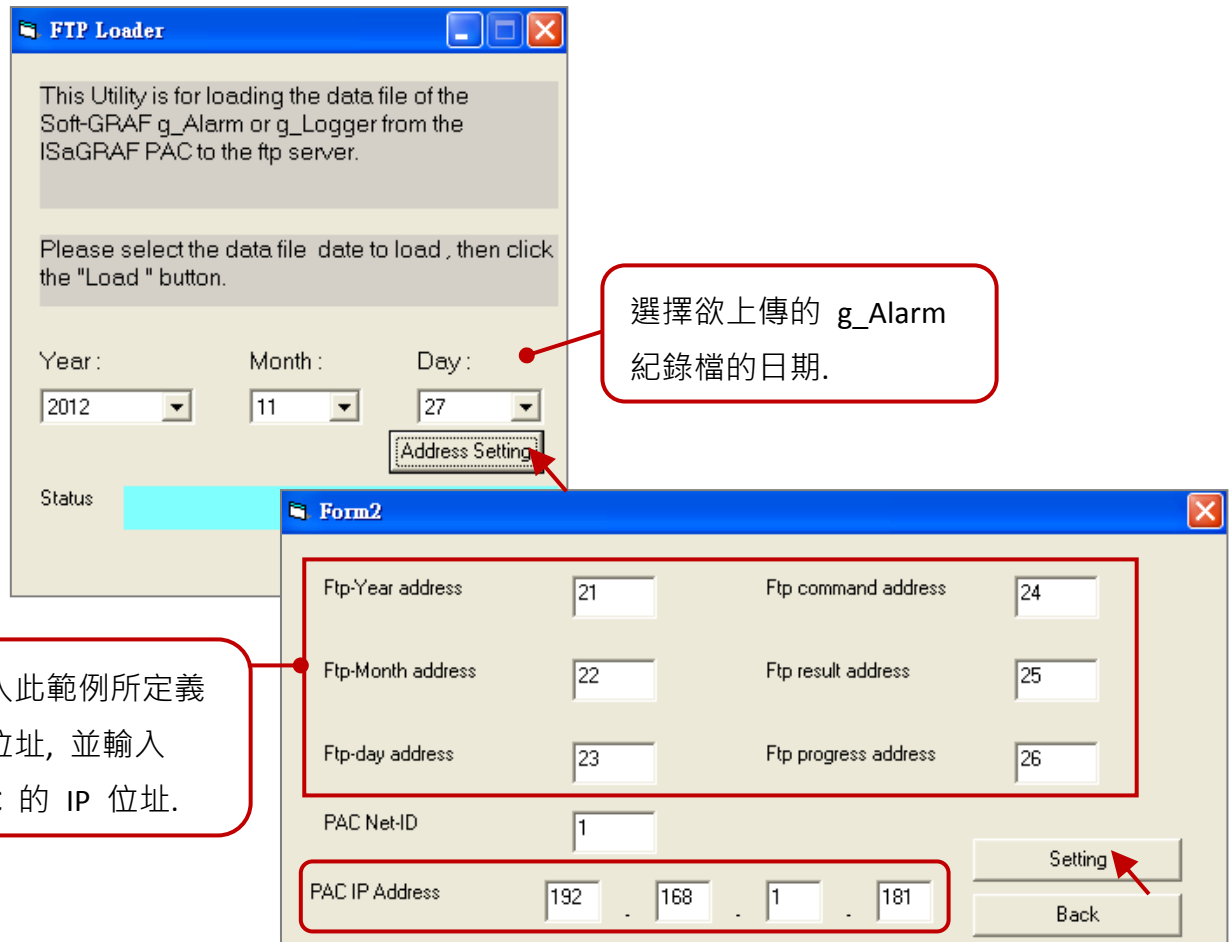 FTP Loader
This Utility is for loading the data file of the
Soft-GRAF g_Alarm or g_Logger from the
ISaGRAF PAC to the ftp server.
Please select the data file date to load , then click
the "Load " button.
選擇欲上傳的 g_Alarm
紀錄檔的日期.
Year : Month : Day :
2012 11 27
Address Setting
Status
Form2
Ftp-Year address 21 Ftp command address 24
入此範例所定義
位址, 並輸入
的 IP 位址.
Ftp-Month address 22 Ftp result address 25
Ftp-day address 23 Ftp progress address 26
PAC Net-ID 1
Setting
PAC IP Address 192 . 168 . 1 . 181
Back